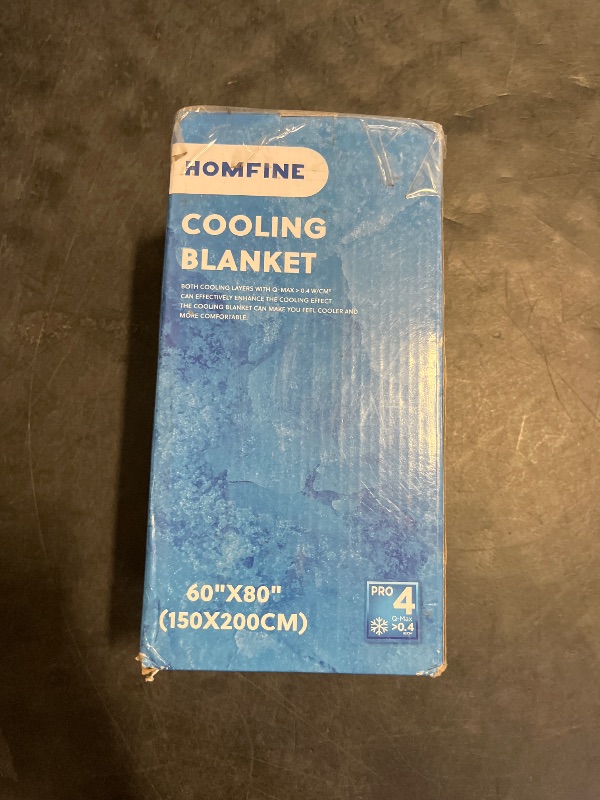 HOMFINE
COOLING
BLANKET
BOTH COOLING LAYERS WITH Q-MAX > 0.4 W/CM²
CAN EFFECTIVELY ENHANCE THE COOLING EFFECT.
THE COOLING BLANKET CAN MAKE YOU FEEL COOLER AND
MORE COMFORTABLE.
60"X80"
(150X200CM)
PRO 4
Q-Max
>0.4